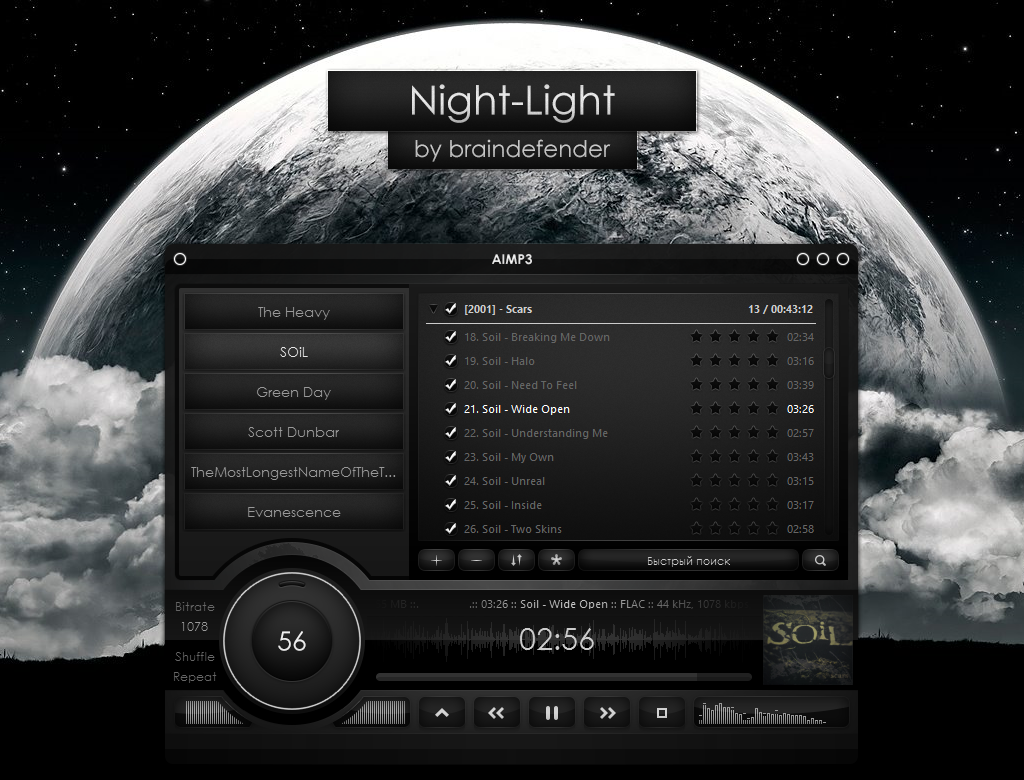 Night-Light
by braindefender
AIMP3
The Heavy
SOiL
Green Day
Scott Dunbar
TheMostLongestNameOfTheT...
Evanescence
[2001] - Scars 13 / 00:43:12
18. Soil - Breaking Me Down 02:34
19. Soil - Halo 03:16
20. Soil - Need To Feel 03:39
21. Soil - Wide Open 03:26
22. Soil - Understanding Me 02:57
23. Soil - My Own 03:43
24. Soil - Unreal 03:15
25. Soil - Inside 03:17
26. Soil - Two Skins 02:58
Быстрый поиск
Bitrate
1078
Shuffle
Repeat
56
MB ::. .:: 03:26 :: Soil - Wide Open :: FLAC :: 44 kHz, 1078 kbps
02:56
SOiL